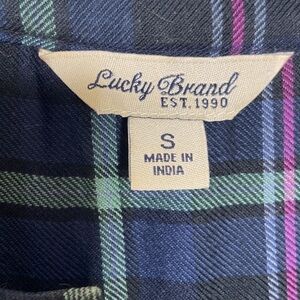 Lucky Brand
EST. 1990
S
MADE IN
INDIA